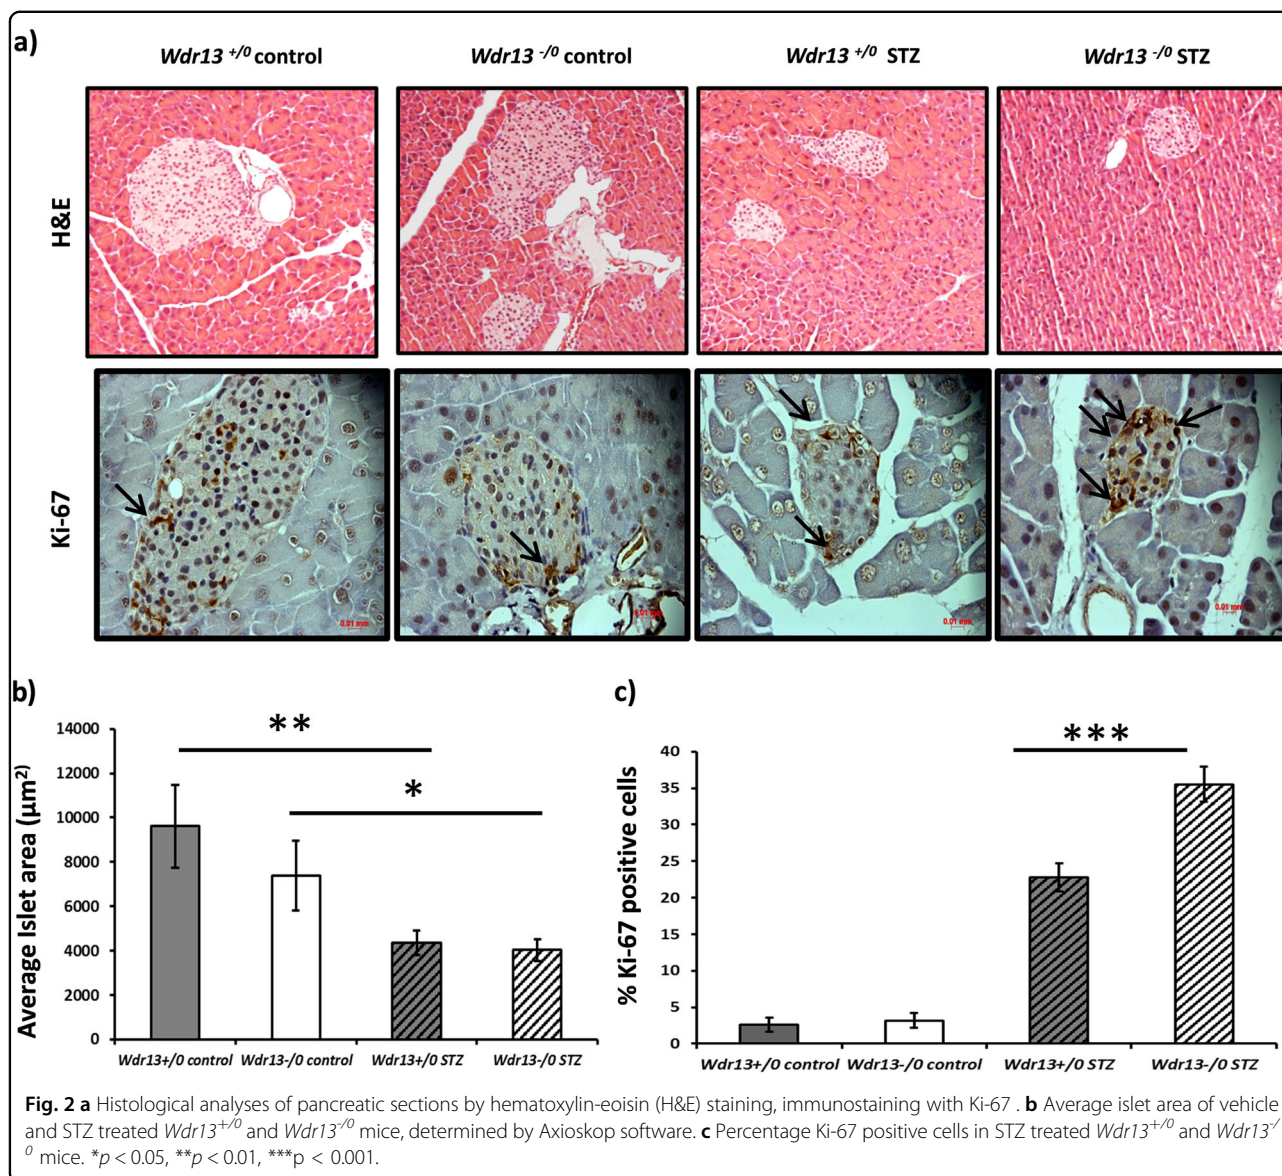 a)
Wdr13 +/0 control
Wdr13 -/0 control
Wdr13 +/0 STZ
Wdr13 -/0 STZ
H&E
Ki-67
0.01 mm
0.01 mm
0.01 mm
0.01 mm
b)
Average Islet area (µm2)
14000
12000
10000
8000
6000
4000
2000
0
**
*
Wdr13+/0 control
Wdr13-/0 control
Wdr13+/0 STZ
Wdr13-/0 STZ
c)
% Ki-67 positive cells
40
35
30
25
20
15
10
5
0
***
Wdr13+/0 control
Wdr13-/0 control
Wdr13+/0 STZ
Wdr13-/0 STZ
Fig. 2 a Histological analyses of pancreatic sections by hematoxylin-eoisin (H&E) staining, immunostaining with Ki-67 . b Average islet area of vehicle
and STZ treated Wdr13+/0 and Wdr13-/0 mice, determined by Axioskop software. c Percentage Ki-67 positive cells in STZ treated Wdr13+/0 and Wdr13-/
0 mice. *p < 0.05, **p < 0.01, ***p < 0.001.